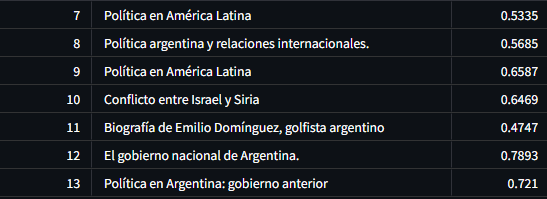 7 Política en América Latina 0.5335
8 Política argentina y relaciones internacionales. 0.5685
9 Política en América Latina 0.6587
10 Conflicto entre Israel y Siria 0.6469
11 Biografía de Emilio Domínguez, golfista argentino 0.4747
12 El gobierno nacional de Argentina. 0.7893
13 Política en Argentina: gobierno anterior 0.721